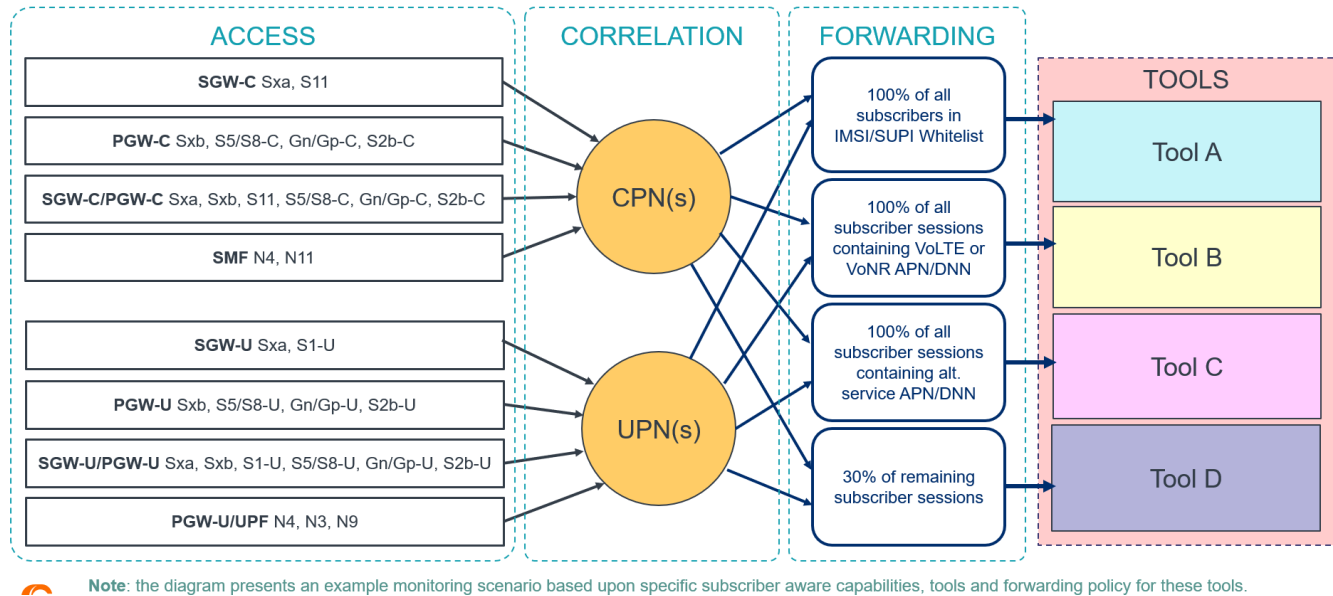 ACCESS
SGW-C Sxa, S11
PGW-C Sxb, S5/S8-C, Gn/Gp-C, S2b-C
SGW-C/PGW-C Sxa, Sxb, S11, S5/S8-C, Gn/Gp-C, S2b-C
SMF N4, N11
SGW-U Sxa, S1-U
PGW-U Sxb, S5/S8-U, Gn/Gp-U, S2b-U
SGW-U/PGW-U Sxa, Sxb, S1-U, S5/S8-U, Gn/Gp-U, S2b-U
PGW-U/UPF N4, N3, N9
CORRELATION
CPN(s)
UPN(s)
FORWARDING
100% of all
subscribers in
IMSI/SUPI Whitelist
100% of all
subscriber sessions
containing VoLTE or
VoNR APN/DNN
100% of all
subscriber sessions
containing alt.
service APN/DNN
30% of remaining
subscriber sessions
TOOLS
Tool A
Tool B
Tool C
Tool D
Note: the diagram presents an example monitoring scenario based upon specific subscriber aware capabilities, tools and forwarding policy for these tools.